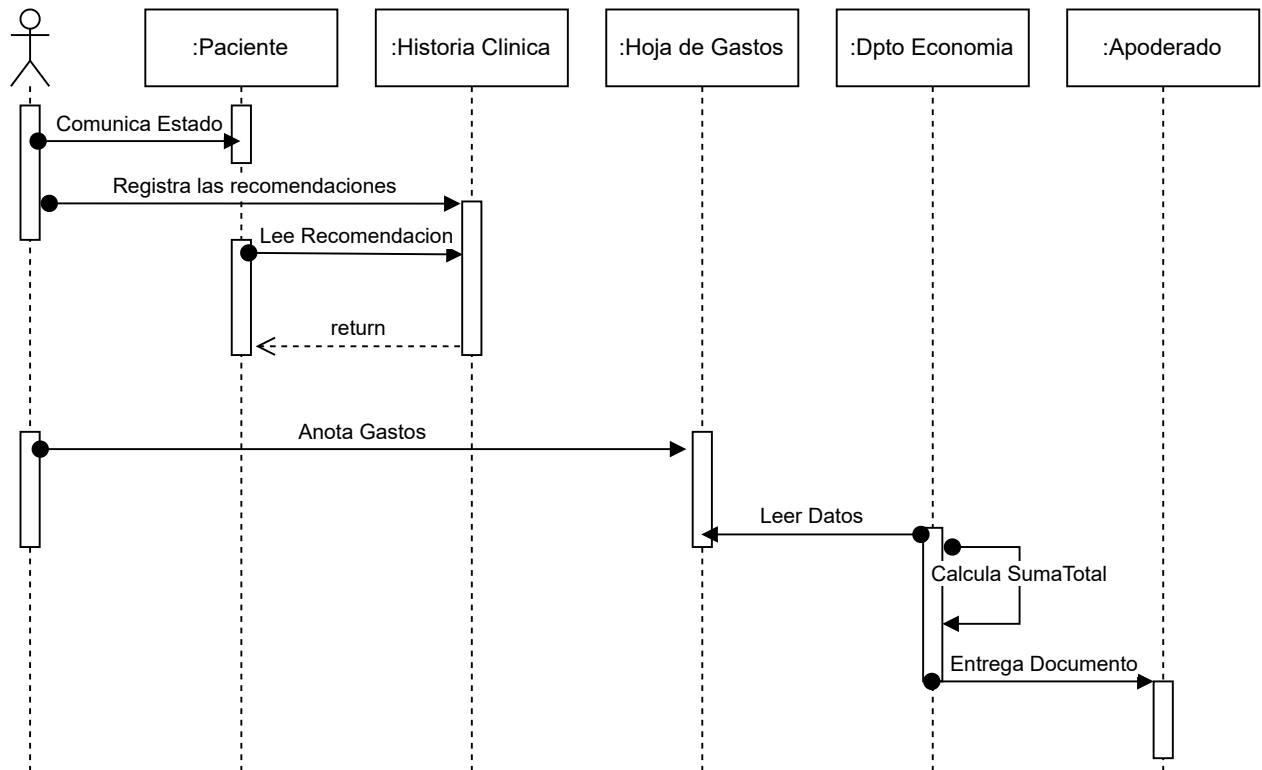 :Paciente
:Historia Clinica
:Hoja de Gastos
:Dpto Economia
:Apoderado
Comunica Estado
Registra las recomendaciones
Lee Recomendacion
return
Anota Gastos
Leer Datos
Calcula SumaTotal
Entrega Documento